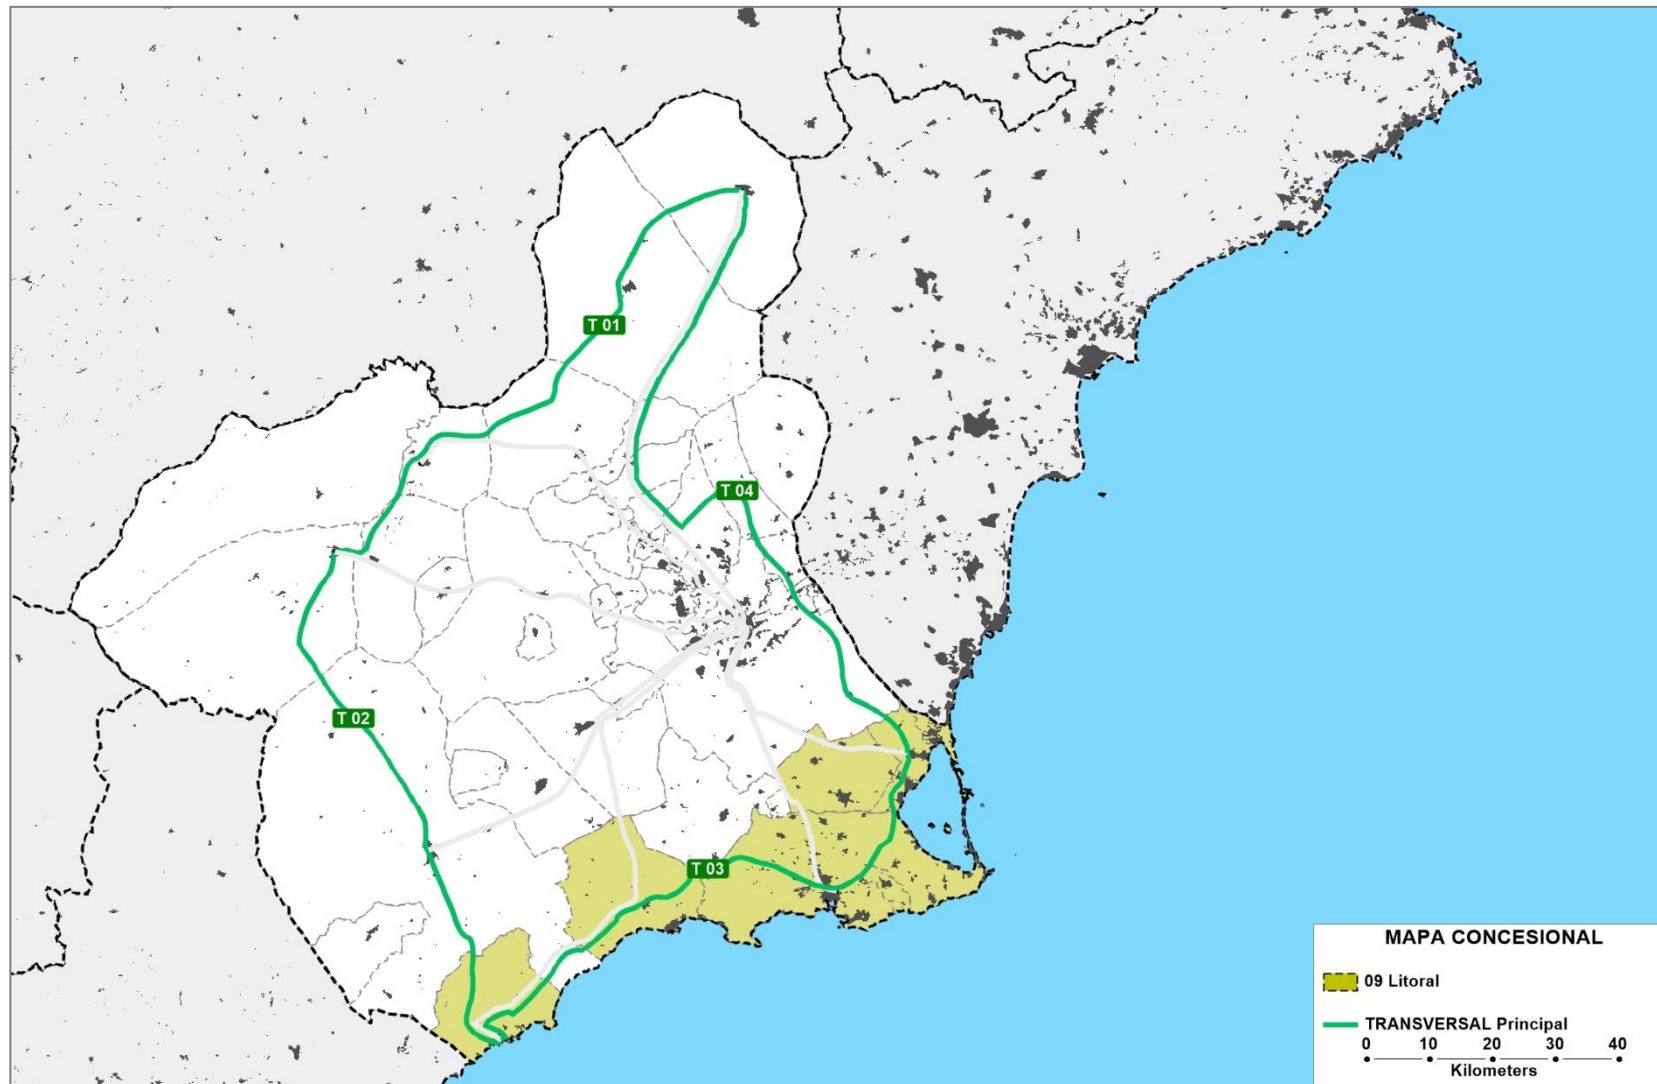 T 01
T 04
T 02
T 03
MAPA CONCESIONAL
09 Litoral
TRANSVERSAL Principal
0 10 20 30 40
Kilometers